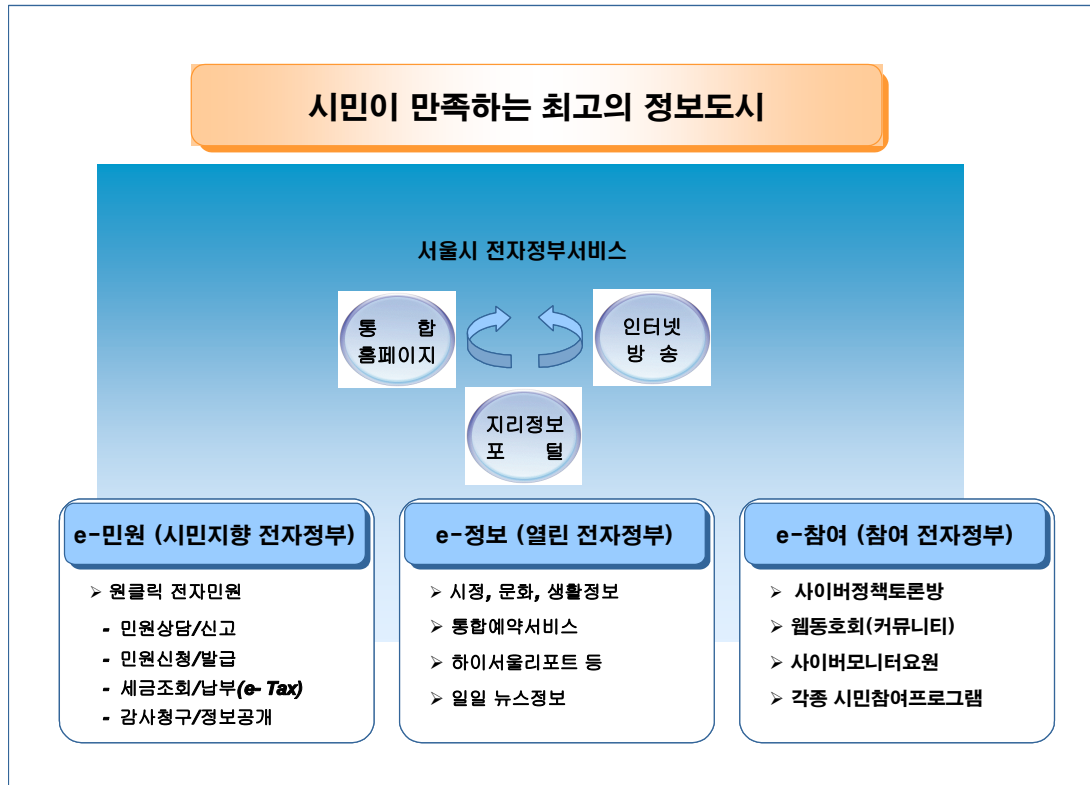 시민이 만족하는 최고의 정보도시
서울시 전자정부서비스
통 합
홈페이지
인터넷
방 송
지리정보
포 털
e-민원 (시민지향 전자정부)
➢ 원클릭 전자민원
- 민원상담/신고
- 민원신청/발급
- 세금조회/납부(e- Tax)
- 감사청구/정보공개
e-정보 (열린 전자정부)
➢ 시정, 문화, 생활정보
➢ 통합예약서비스
➢ 하이서울리포트 등
➢ 일일 뉴스정보
e-참여 (참여 전자정부)
➢ 사이버정책토론방
➢ 웹동호회(커뮤니티)
➢ 사이버모니터요원
➢ 각종 시민참여프로그램